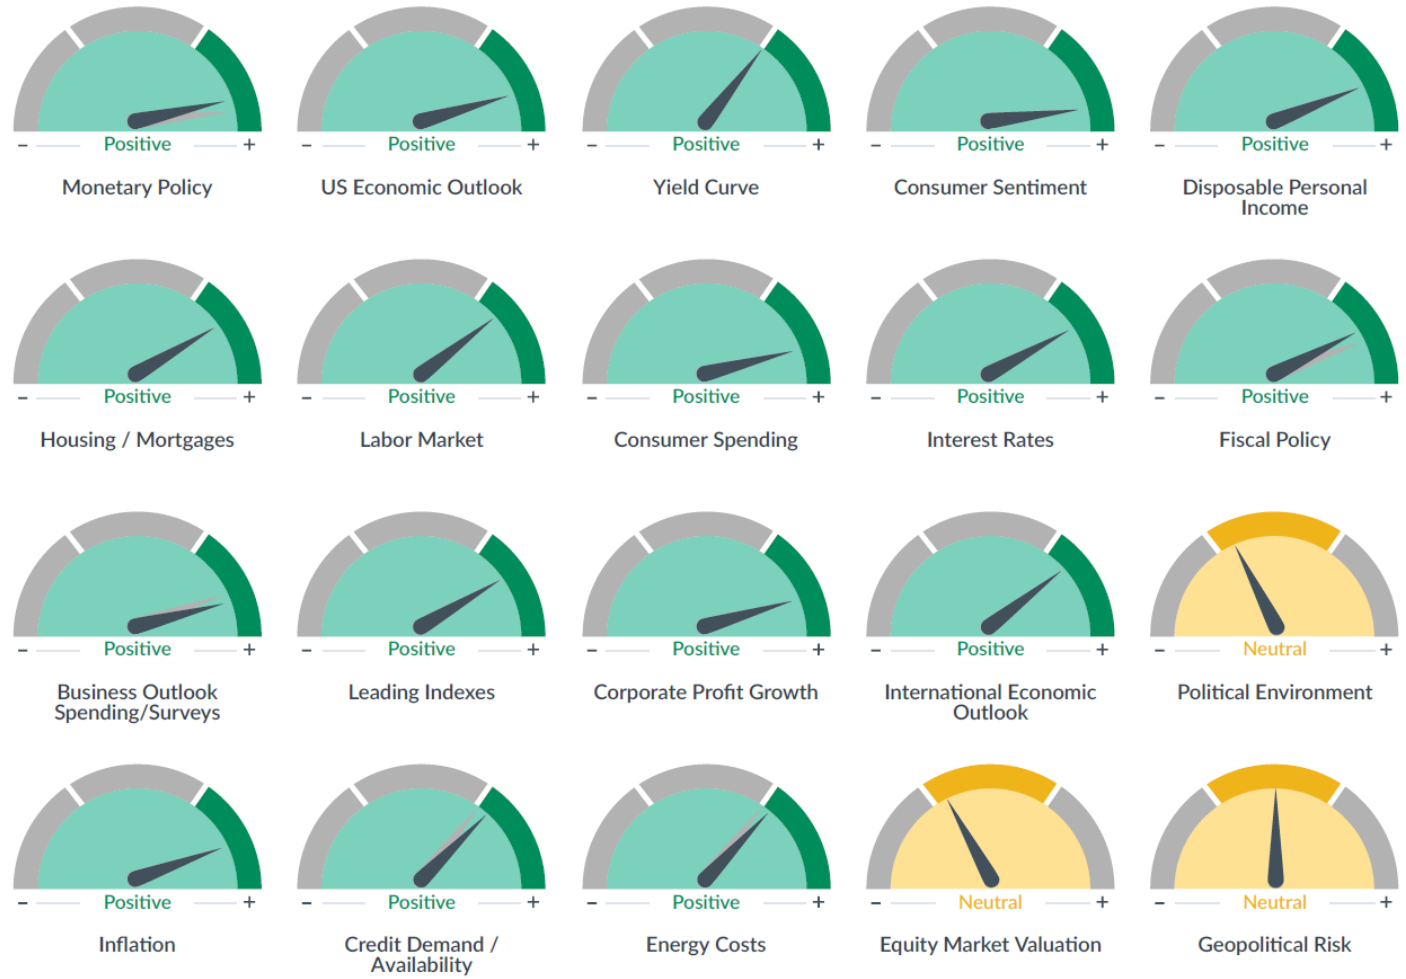 - Positive +
- Positive +
- Positive +
- Positive +
- Positive +
Monetary Policy
US Economic Outlook
Yield Curve
Consumer Sentiment
Disposable Personal
Income
- Positive +
- Positive +
- Positive +
- Positive +
- Positive +
Housing / Mortgages
Labor Market
Consumer Spending
Interest Rates
Fiscal Policy
- Positive +
- Positive +
- Positive +
- Positive +
- Neutral +
Business Outlook
Spending/Surveys
Leading Indexes
Corporate Profit Growth
International Economic
Outlook
Political Environment
- Positive +
- Positive +
- Positive +
- Neutral +
- Neutral +
Inflation
Credit Demand /
Availability
Energy Costs
Equity Market Valuation
Geopolitical Risk